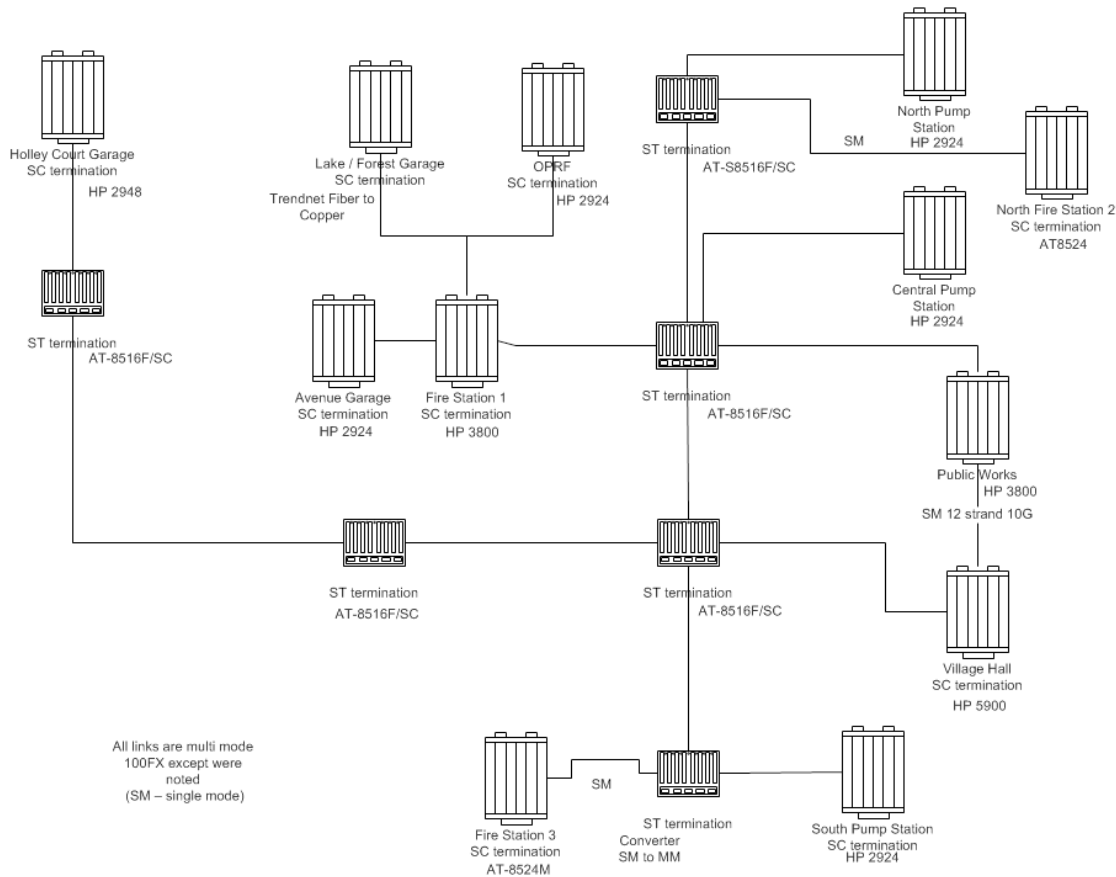 North Pump
Station
HP 2924
SM
ST termination
AT-S8516F/SC
North Fire Station 2
SC termination
AT8524
Holley Court Garage
SC termination
HP 2948
Lake / Forest Garage
SC termination
Trendnet Fiber to
Copper
OPRF
SC termination
HP 2924
Central Pump
Station
HP 2924
ST termination
AT-8516F/SC
Avenue Garage
SC termination
HP 2924
Fire Station 1
SC termination
HP 3800
ST termination
AT-8516F/SC
Public Works
HP 3800
SM 12 strand 10G
ST termination
AT-8516F/SC
ST termination
AT-8516F/SC
Village Hall
SC termination
HP 5900
All links are multi mode
100FX except were
noted
(SM – single mode)
SM
Fire Station 3
SC termination
AT-8524M
ST termination
Converter
SM to MM
South Pump Station
SC termination
HP 2924